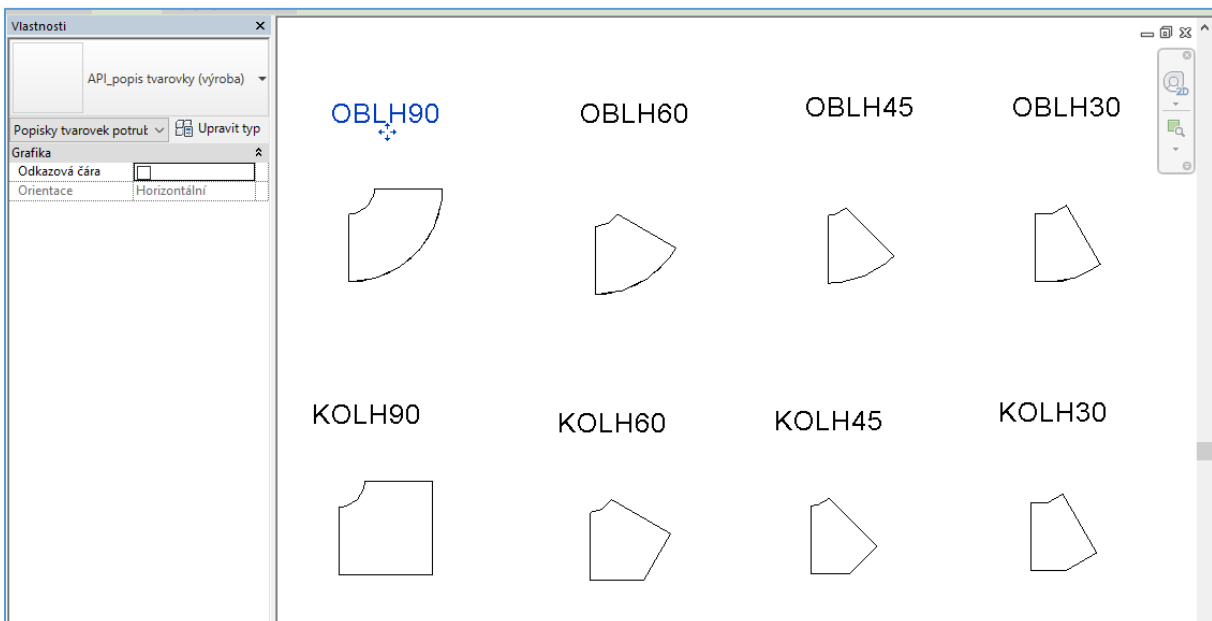 Vlastnosti
API_popis tvarovky (výroba)
Popisky tvarovek potrub
Upravit typ
Grafika
Odkazová čára
Orientace Horizontální
OBLH90 OBLH60 OBLH45 OBLH30
2D
KOLH90 KOLH60 KOLH45 KOLH30